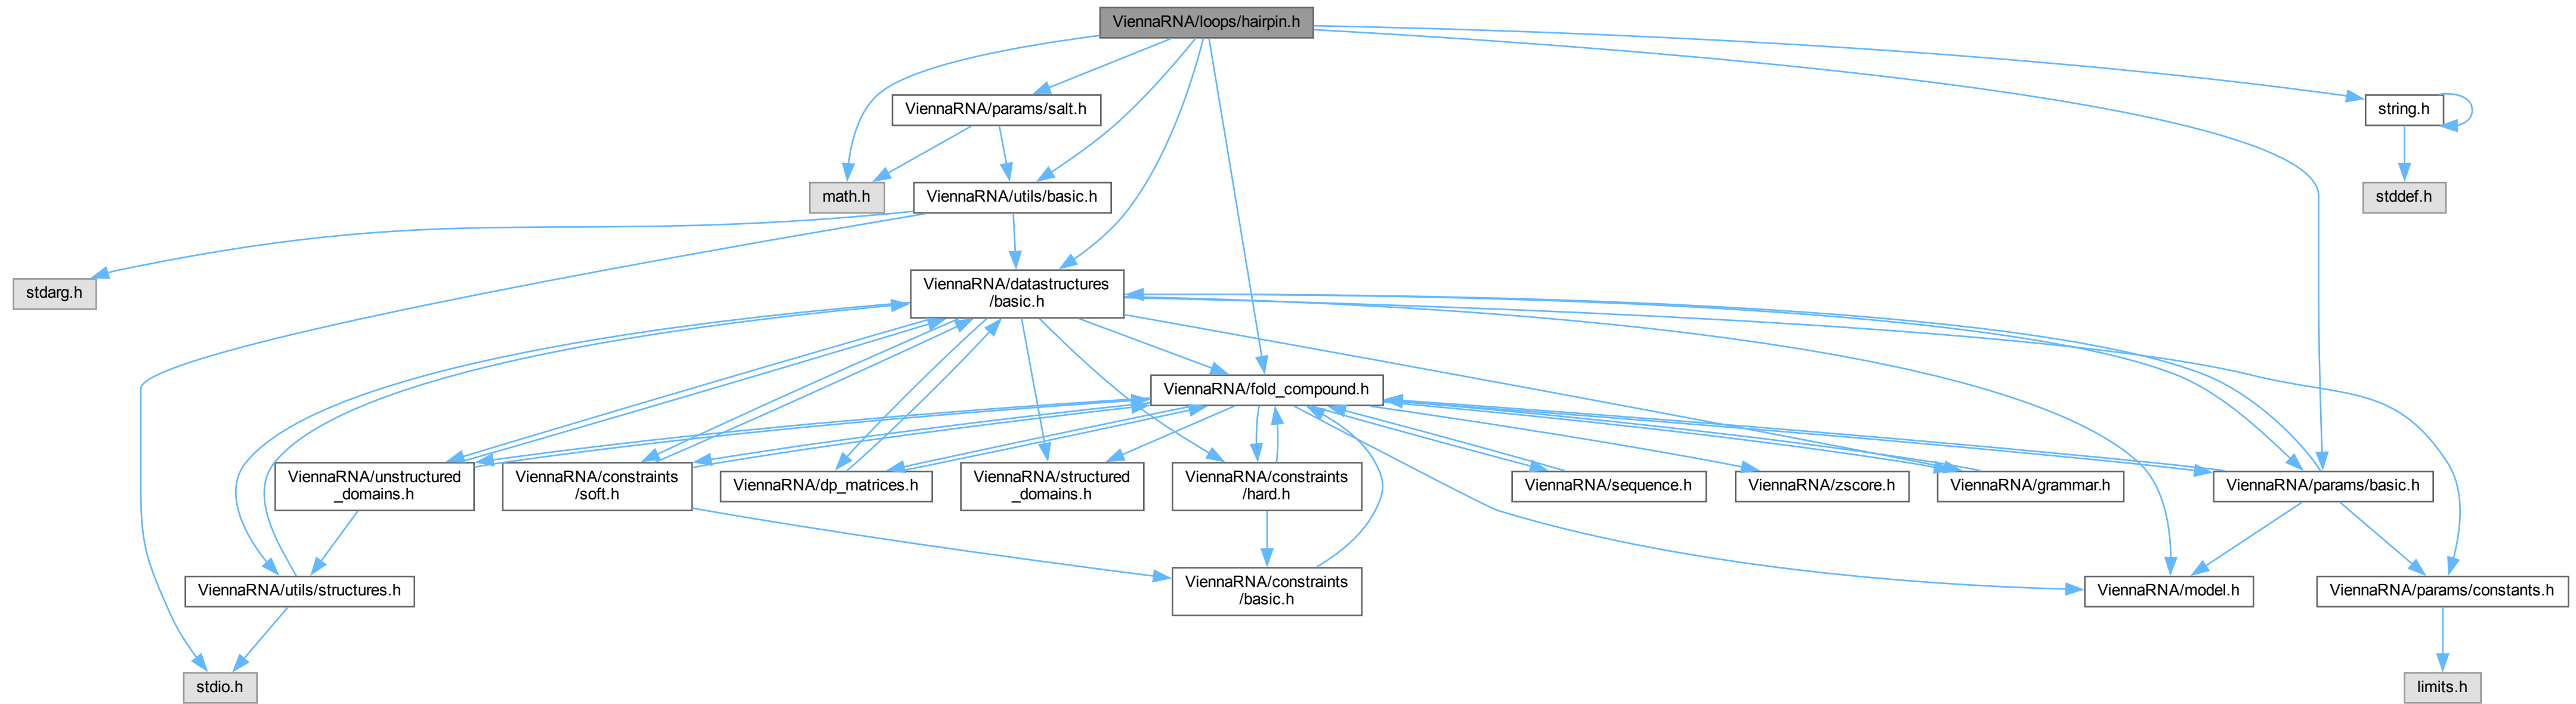 ViennaRNA/loops/hairpin.h
ViennaRNA/params/salt.h
string.h
math.h
ViennaRNA/utils/basic.h
stddef.h
stdarg.h
ViennaRNA/datastructures
/basic.h
ViennaRNA/fold_compound.h
ViennaRNA/unstructured
_domains.h
ViennaRNA/constraints
/soft.h
ViennaRNA/dp_matrices.h
ViennaRNA/structured
_domains.h
ViennaRNA/constraints
/hard.h
ViennaRNA/sequence.h
ViennaRNA/zscore.h
ViennaRNA/grammar.h
ViennaRNA/params/basic.h
ViennaRNA/utils/structures.h
ViennaRNA/constraints
/basic.h
ViennaRNA/model.h
ViennaRNA/params/constants.h
stdio.h
limits.h